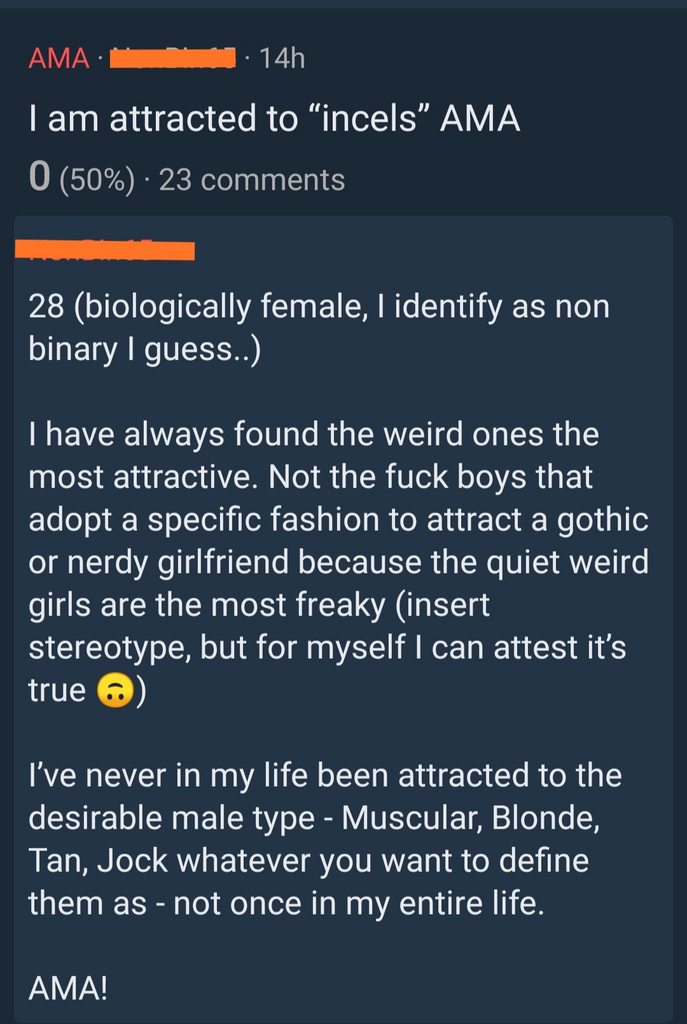 AMA · · 14h
I am attracted to “incels” AMA
0 (50%) · 23 comments
28 (biologically female, I identify as non
binary I guess..)
I have always found the weird ones the
most attractive. Not the fuck boys that
adopt a specific fashion to attract a gothic
or nerdy girlfriend because the quiet weird
girls are the most freaky (insert
stereotype, but for myself I can attest it’s
true 🙃)
I’ve never in my life been attracted to the
desirable male type - Muscular, Blonde,
Tan, Jock whatever you want to define
them as - not once in my entire life.
AMA!